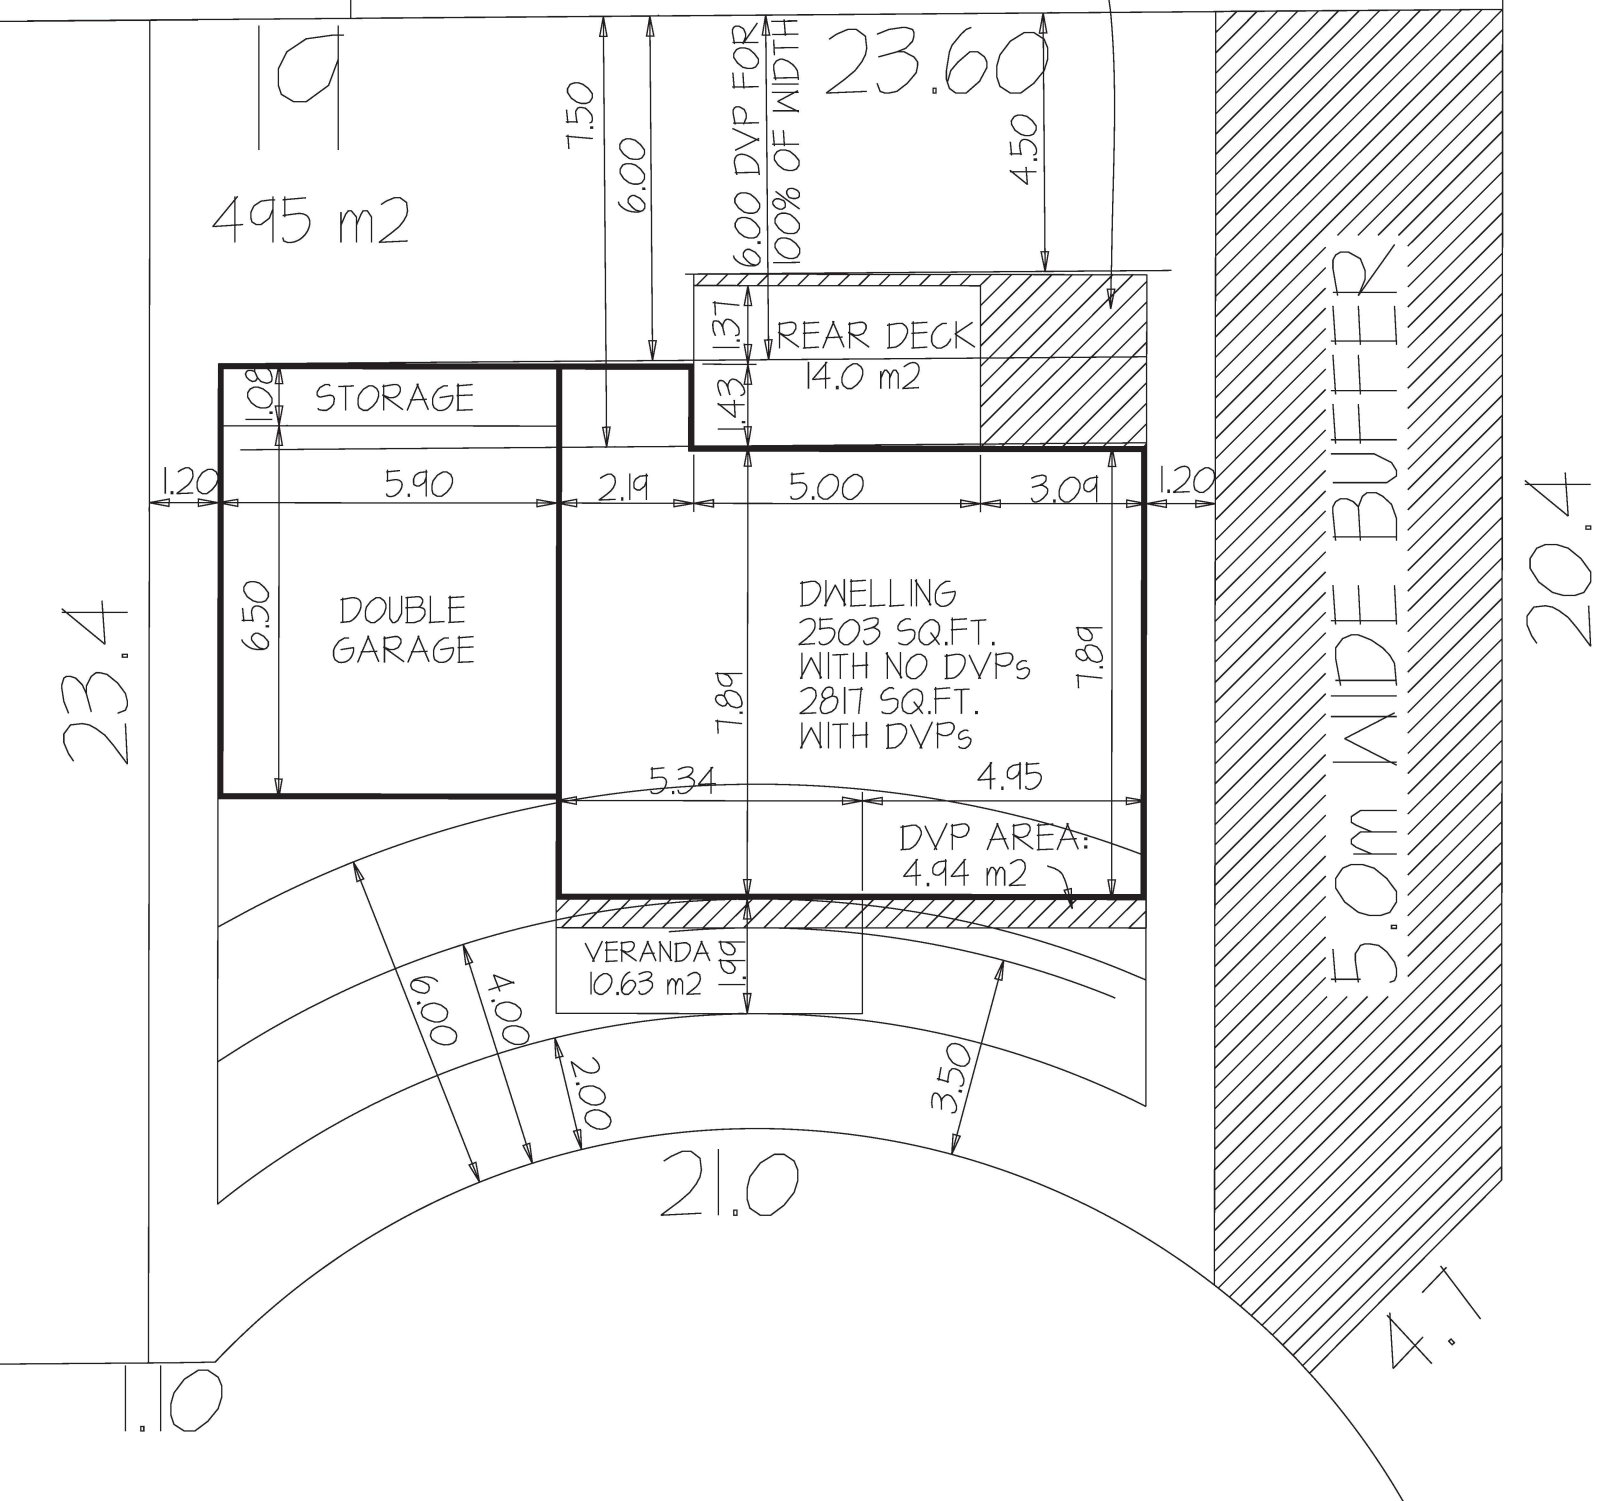 19
495 m2
7.50
6.00
6.00 DVP FOR
100% OF WIDTH
23.60
4.50
1.37
REAR DECK
14.0 m2
1.43
1.08
STORAGE
1.20
5.90
2.19
5.00
3.09
1.20
6.50
DOUBLE
GARAGE
DWELLING
2503 SQ.FT.
WITH NO DVPs
2817 SQ.FT.
WITH DVPs
7.89
7.89
5.34
4.95
DVP AREA:
4.94 m2
VERANDA
10.63 m2
1.99
6.00
4.00
2.00
3.50
21.0
23.4
5.0m WIDE BUFFER
20.4
4.7
1.10